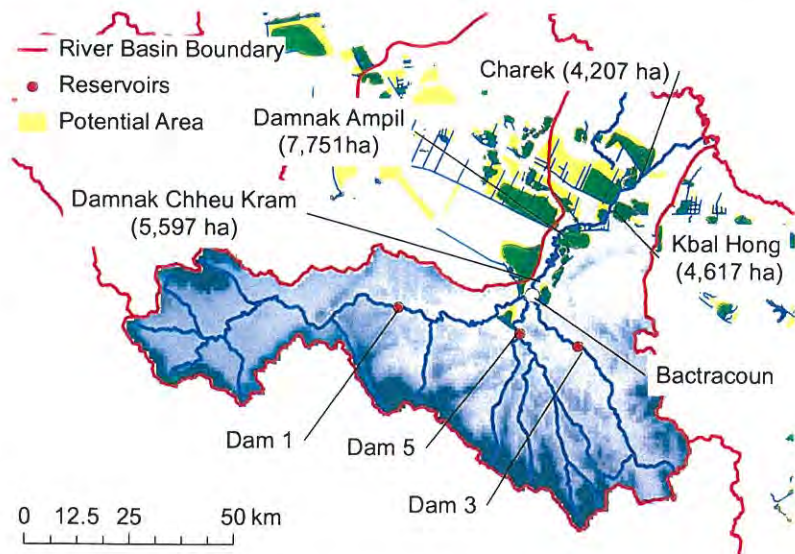 River Basin Boundary
Reservoirs
Potential Area
Charek (4,207 ha)
Damnak Ampil
(7,751ha)
Damnak Chheu Kram
(5,597 ha)
Kbal Hong
(4,617 ha)
Bactracoun
Dam 1
Dam 5
Dam 3
0 12.5 25 50 km